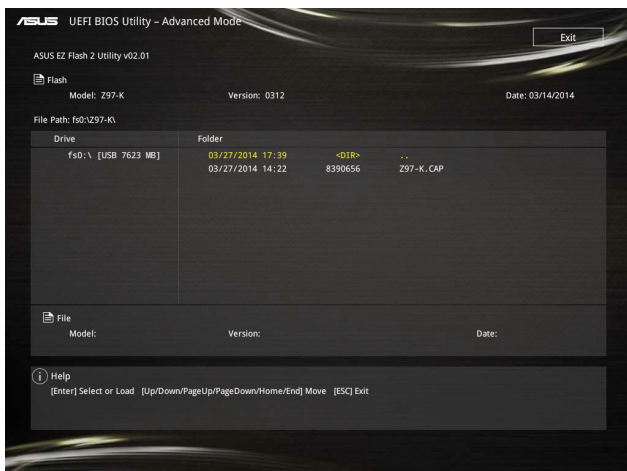 ASUS UEFI BIOS Utility – Advanced Mode
Exit
ASUS EZ Flash 2 Utility v02.01
Flash
Model: Z97-K Version: 0312 Date: 03/14/2014
File Path: fs0:\Z97-K\
Drive Folder
fs0:\ [USB 7623 MB] 03/27/2014 17:39 <DIR> ..
03/27/2014 14:22 8390656 Z97-K.CAP
File
Model: Version: Date:
Help
[Enter] Select or Load [Up/Down/PageUp/PageDown/Home/End] Move [ESC] Exit